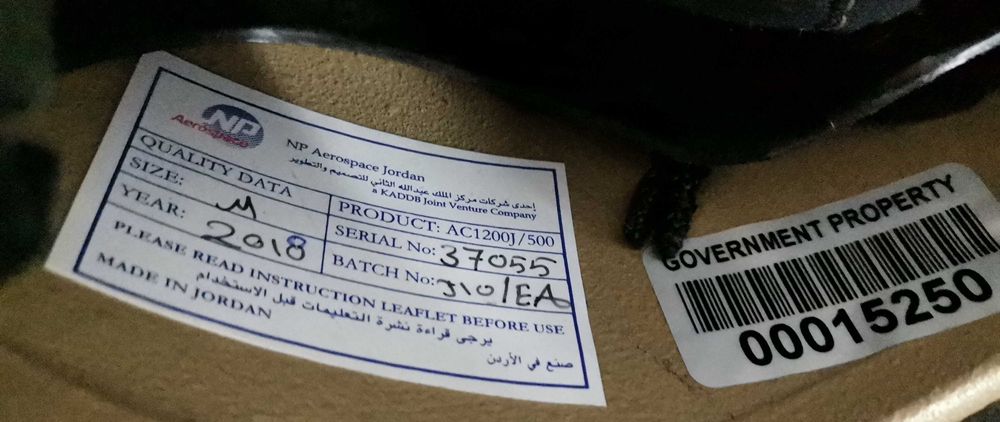 NP
Aerospace
NP Aerospace Jordan
إحدى شركات مركز الملك عبدالله الثاني للتصميم والتطوير
a KADDB Joint Venture Company
QUALITY DATA
PRODUCT: AC1200J/500
SIZE: M
SERIAL No: 37055
YEAR: 2018
BATCH No: J10/EA
PLEASE READ INSTRUCTION LEAFLET BEFORE USE
يرجى قراءة نشرة التعليمات قبل الاستخدام
MADE IN JORDAN
صنع في الأردن
GOVERNMENT PROPERTY
00015250